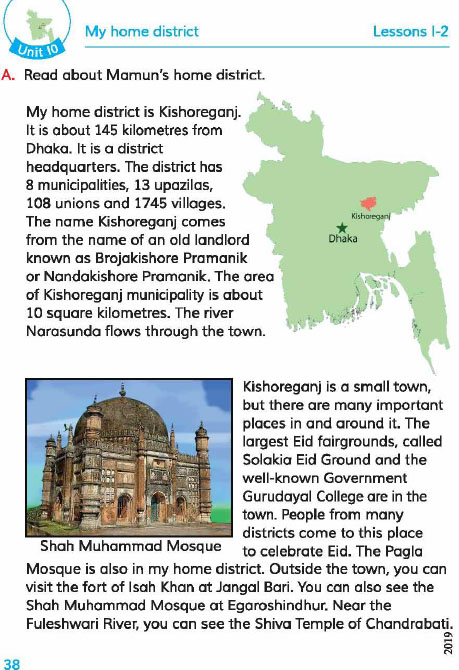 Unit 10
My home district
Lessons 1-2
A. Read about Mamun's home district.
My home district is Kishoreganj.
It is about 145 kilometres from
Dhaka. It is a district
headquarters. The district has
8 municipalities, 13 upazilas,
108 unions and 1745 villages.
The name Kishoreganj comes
from the name of an old landlord
known as Brojakishore Pramanik
or Nandakishore Pramanik. The area
of Kishoreganj municipality is about
10 square kilometres. The river
Narasunda flows through the town.
Kishoreganj
Dhaka
Kishoreganj is a small town,
but there are many important
places in and around it. The
largest Eid fairgrounds, called
Solakia Eid Ground and the
well-known Government
Gurudayal College are in the
town. People from many
districts come to this place
to celebrate Eid. The Pagla
Shah Muhammad Mosque
Mosque is also in my home district. Outside the town, you can
visit the fort of Isah Khan at Jangal Bari. You can also see the
Shah Muhammad Mosque at Egaroshindhur. Near the
Fuleshwari River, you can see the Shiva Temple of Chandrabati.
2019
38